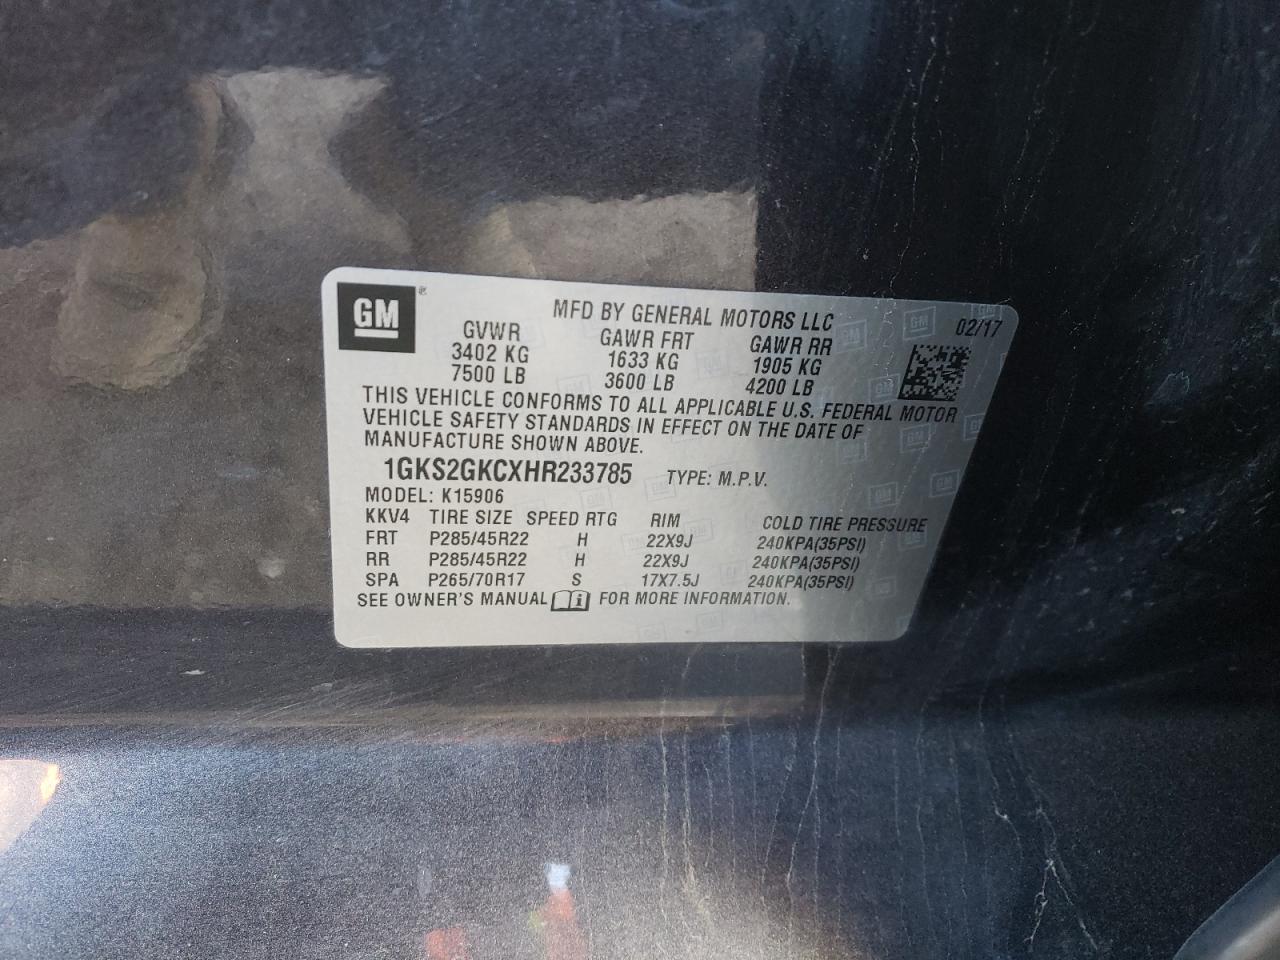 GM®
MFD BY GENERAL MOTORS LLC
02/17
GVWR GAWR FRT GAWR RR
3402 KG 1633 KG 1905 KG
7500 LB 3600 LB 4200 LB
THIS VEHICLE CONFORMS TO ALL APPLICABLE U.S. FEDERAL MOTOR
VEHICLE SAFETY STANDARDS IN EFFECT ON THE DATE OF
MANUFACTURE SHOWN ABOVE.
1GKS2GKCXHR233785 TYPE: M.P.V.
MODEL: K15906
KKV4 TIRE SIZE SPEED RTG RIM COLD TIRE PRESSURE
FRT P285/45R22 H 22X9J 240KPA(35PSI)
RR P285/45R22 H 22X9J 240KPA(35PSI)
SPA P265/70R17 S 17X7.5J 240KPA(35PSI)
SEE OWNER'S MANUAL i FOR MORE INFORMATION.